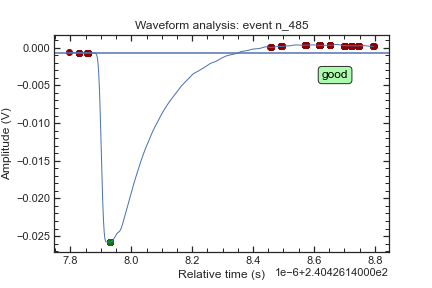 Waveform analysis: event n_485
0.000
−0.005
−0.010
−0.015
−0.020
−0.025
Amplitude (V)
good
7.8 8.0 8.2 8.4 8.6 8.8
Relative time (s) 1e−6+2.4042614000e2